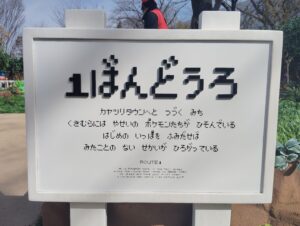 1ばんどうろ
カヤツリタウンへと つづく みち
くさむらには やせいの ポケモンたちが ひそんでいる
はじめの いっぽを ふみだせば
みたことの ない せかいが ひろがっている
ROUTE 1